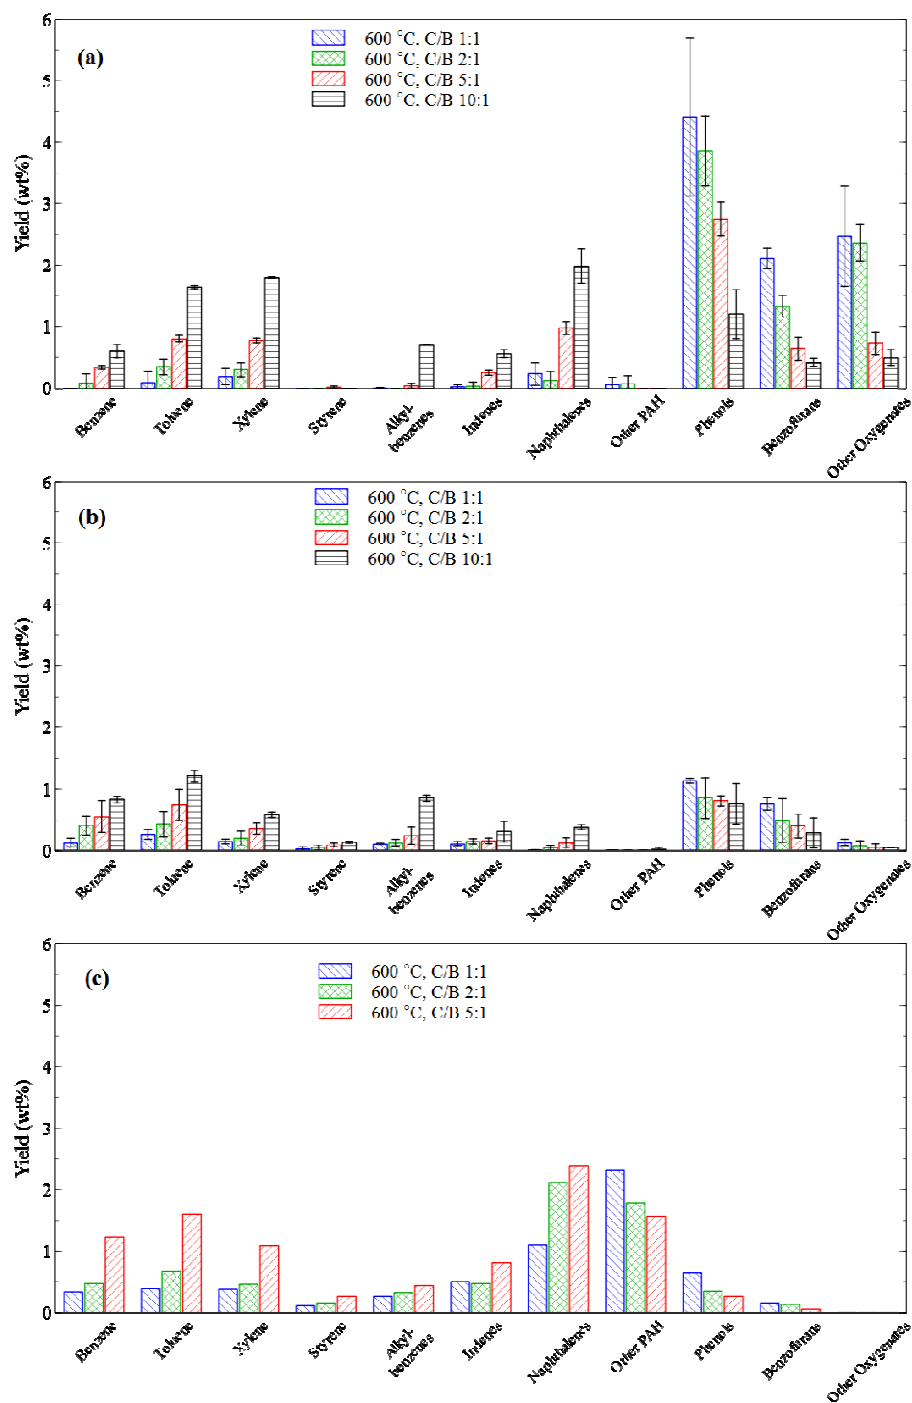 6
(a)
600 °C. C/B 1:1
600 °C, C/B 2:1
600 °C, C/B 5:1
600 °C. C/B 10:1
5
4
Yield (wt%)
3
2
1
0
Benzene
Toluene
Xylene
Styrene
Alkyl-
benzenes
Indenes
Naphthalenes
Other PAH
Phenols
Benzofurans
Other Oxygenates
6
(b)
600 °C, C/B 1:1
600 °C, C/B 2:1
600 °C, C/B 5:1
600 °C, C/B 10:1
5
4
Yield (wt%)
3
2
1
0
Benzene
Toluene
Xylene
Styrene
Alkyl-
benzenes
Indenes
Naphthalenes
Other PAH
Phenols
Benzofurans
Other Oxygenates
6
(c)
600 °C, C/B 1:1
600 °C, C/B 2:1
600 °C, C/B 5:1
5
4
Yield (wt%)
3
2
1
0
Benzene
Toluene
Xylene
Styrene
Alkyl-
benzenes
Indenes
Naphthalenes
Other PAH
Phenols
Benzofurans
Other Oxygenates